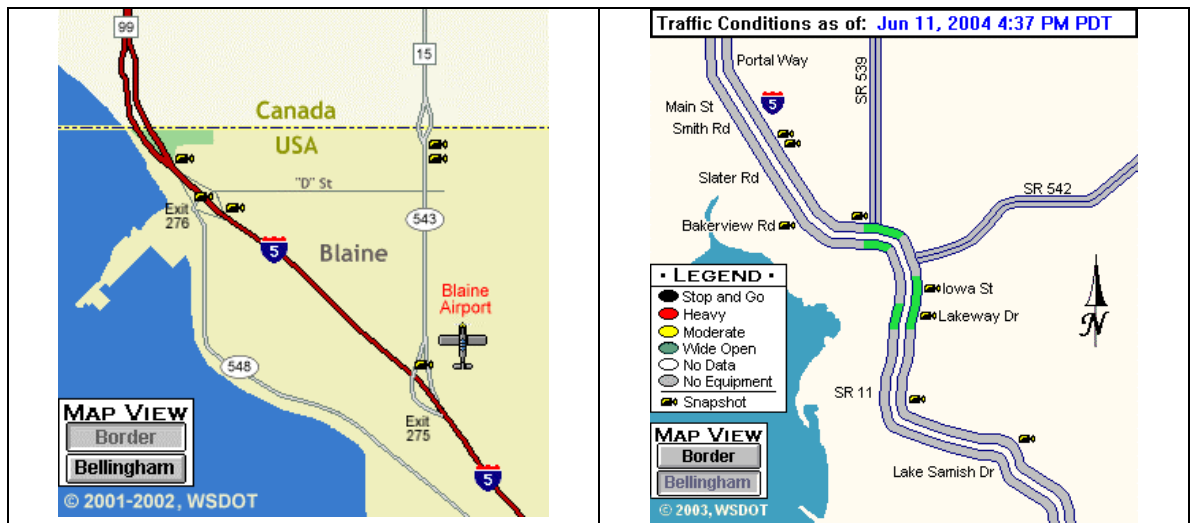 99
15
Canada
USA
"D" St
Exit
276
543
5
Blaine
Blaine
Airport
548
Exit
275
5
MAP VIEW
Border
Bellingham
© 2001-2002, WSDOT
Traffic Conditions as of: Jun 11, 2004 4:37 PM PDT
Portal Way
SR 539
5
Main St
Smith Rd
Slater Rd
SR 542
Bakerview Rd
· LEGEND ·
Stop and Go
Heavy
Moderate
Wide Open
No Data
No Equipment
Snapshot
Iowa St
Lakeway Dr
N
SR 11
MAP VIEW
Border
Bellingham
Lake Samish Dr
© 2003, WSDOT